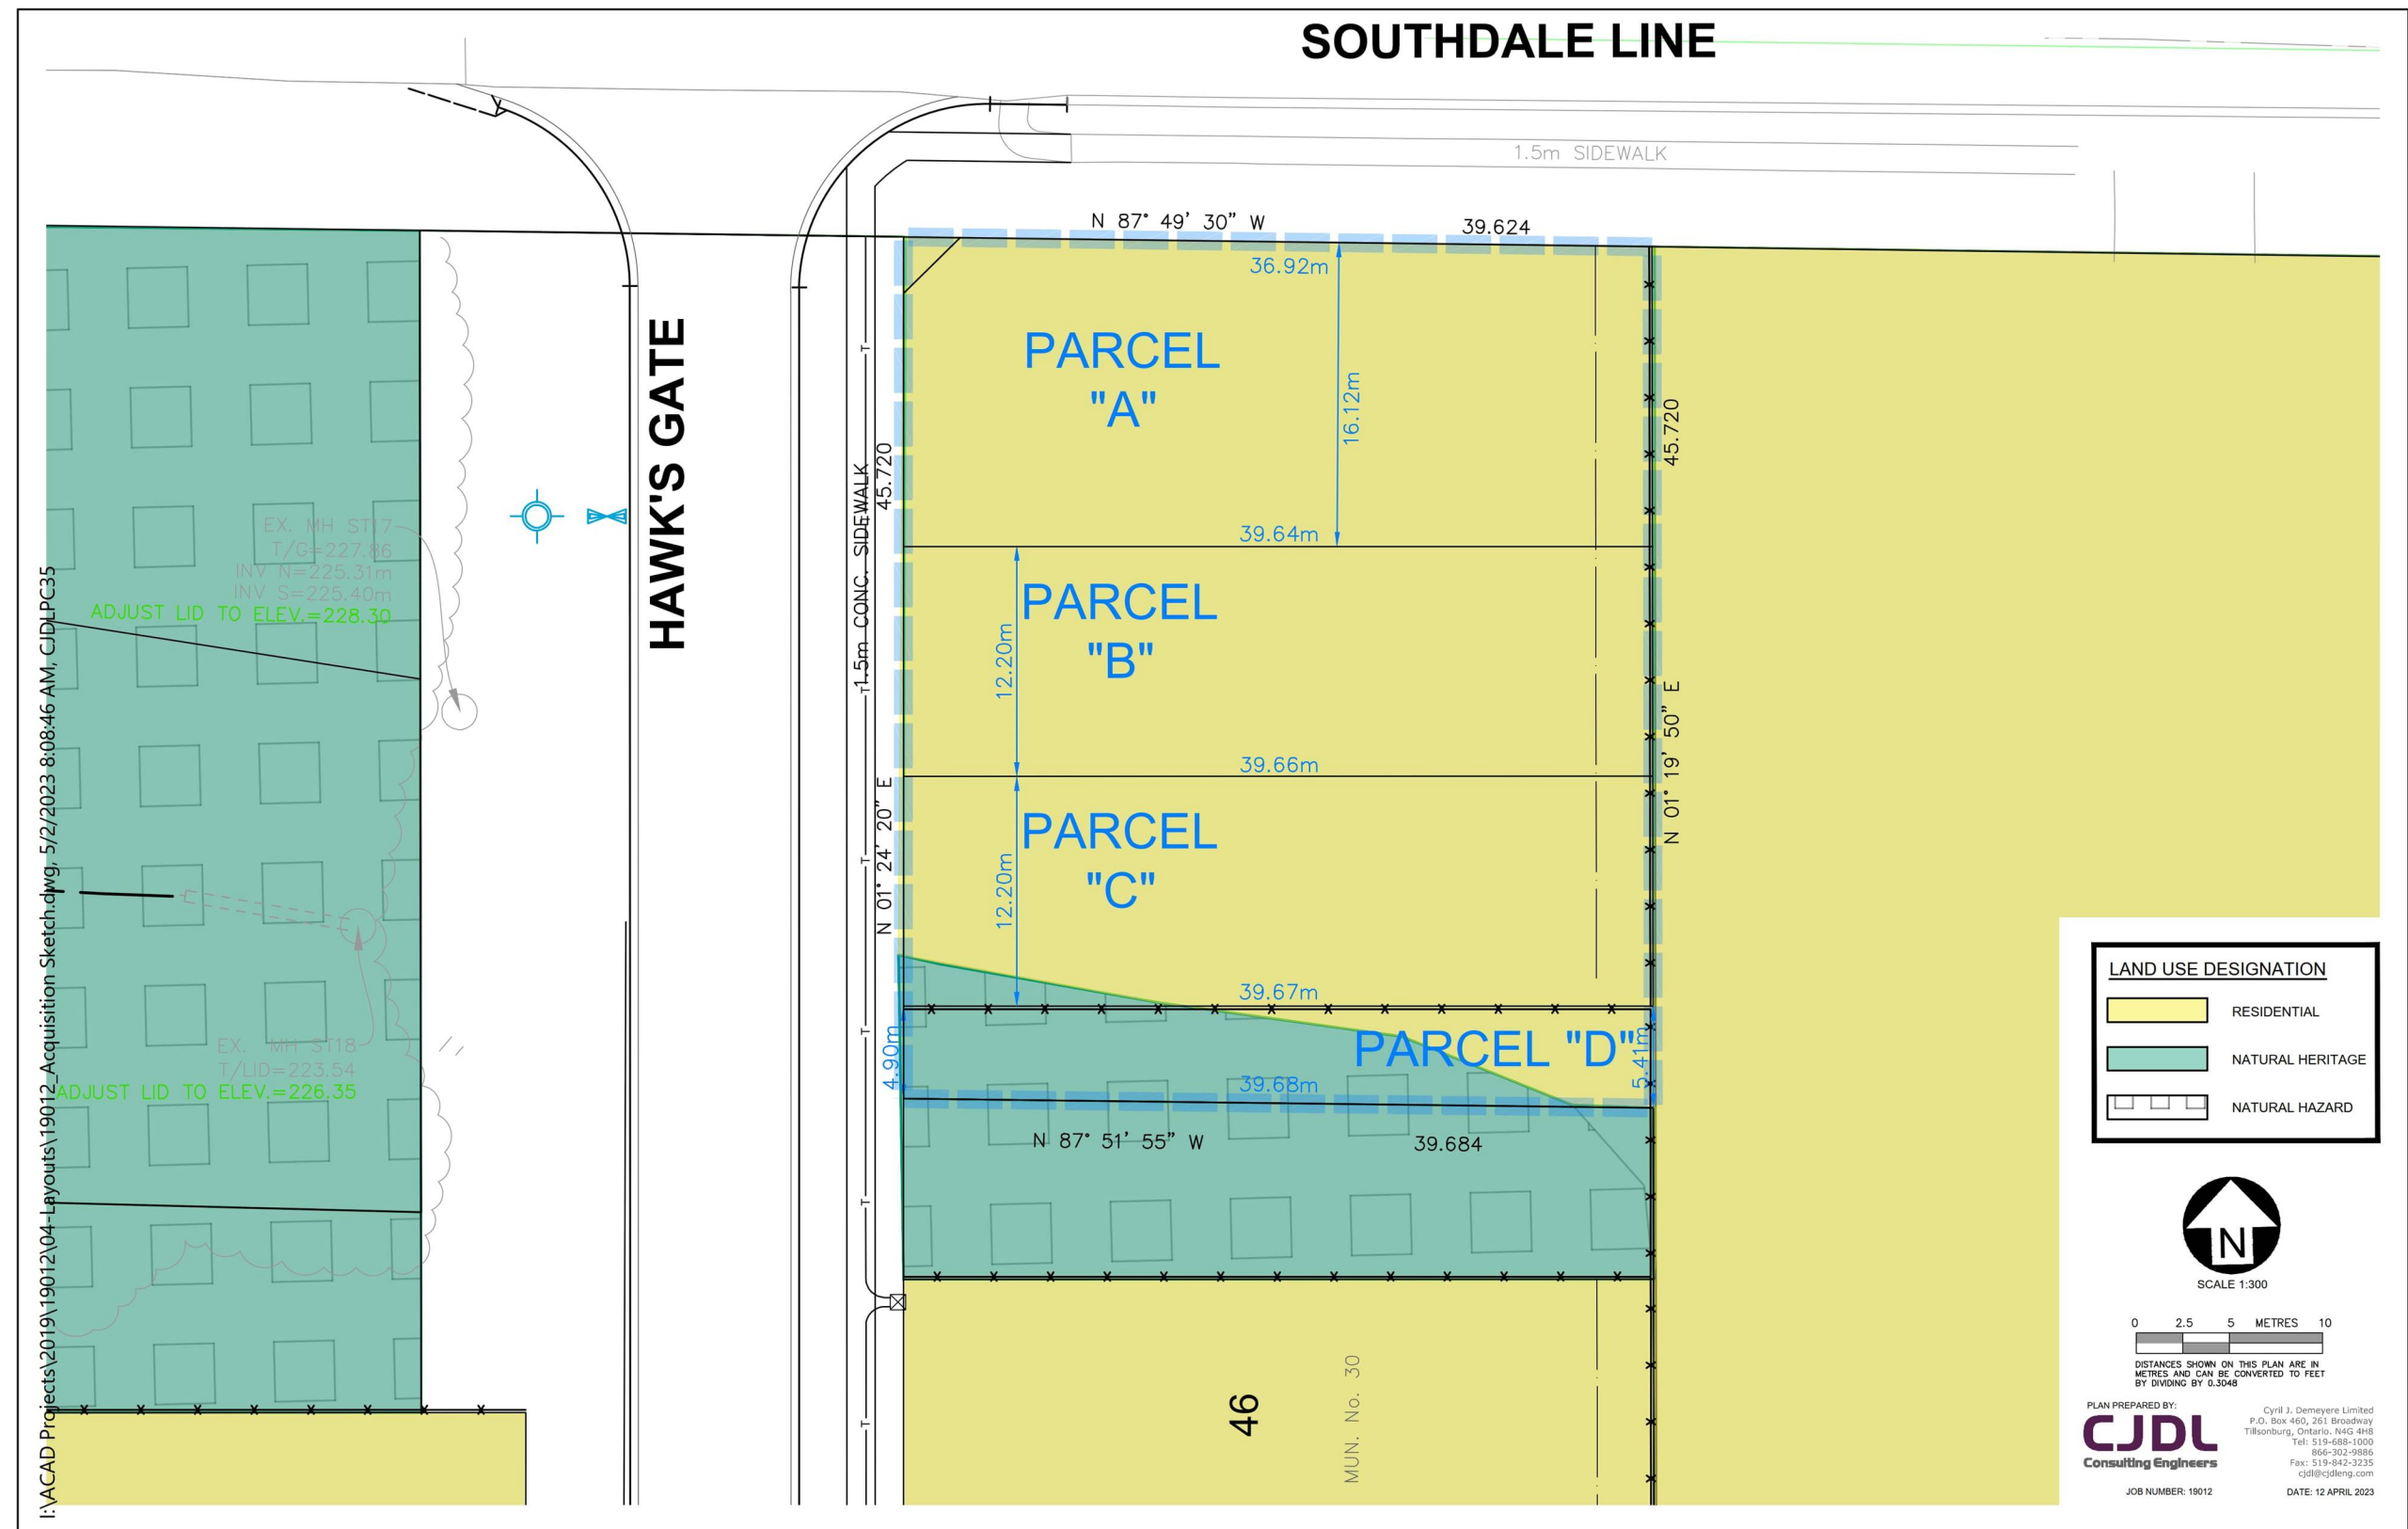 SOUTHDALE LINE
1.5m SIDEWALK
N 87° 49' 30" W
39.624
36.92m
PARCEL
"A"
16.12m
45.720
45.720
HAWK'S GATE
1.5m CONC. SIDEWALK
T
T
T
T
T
T
39.64m
EX. MH ST17
T/G=227.86
INV N=225.31m
INV S=225.40m
ADJUST LID TO ELEV.=228.30
PARCEL
"B"
12.20m
39.66m
N 01° 24' 20" E
N 01° 19' 50" E
PARCEL
"C"
12.20m
39.67m
PARCEL "D"
4.90m
5.41m
39.68m
EX. MH ST18
T/LID=223.54
ADJUST LID TO ELEV.=226.35
N 87° 51' 55" W
39.684
46
MUN. No. 30
I:\ACAD Projects\2019\19012\04-Layouts\19012_Acquisition Sketch.dwg, 5/2/2023 8:08:46 AM, CJDLPC35
LAND USE DESIGNATION
RESIDENTIAL
NATURAL HERITAGE
NATURAL HAZARD
N
SCALE 1:300
0 2.5 5 METRES 10
DISTANCES SHOWN ON THIS PLAN ARE IN
METRES AND CAN BE CONVERTED TO FEET
BY DIVIDING BY 0.3048
PLAN PREPARED BY:
CJDL
Consulting Engineers
Cyril J. Demeyere Limited
P.O. Box 460, 261 Broadway
Tillsonburg, Ontario. N4G 4H8
Tel: 519-688-1000
866-302-9886
Fax: 519-842-3235
cjdl@cjdleng.com
JOB NUMBER: 19012
DATE: 12 APRIL 2023